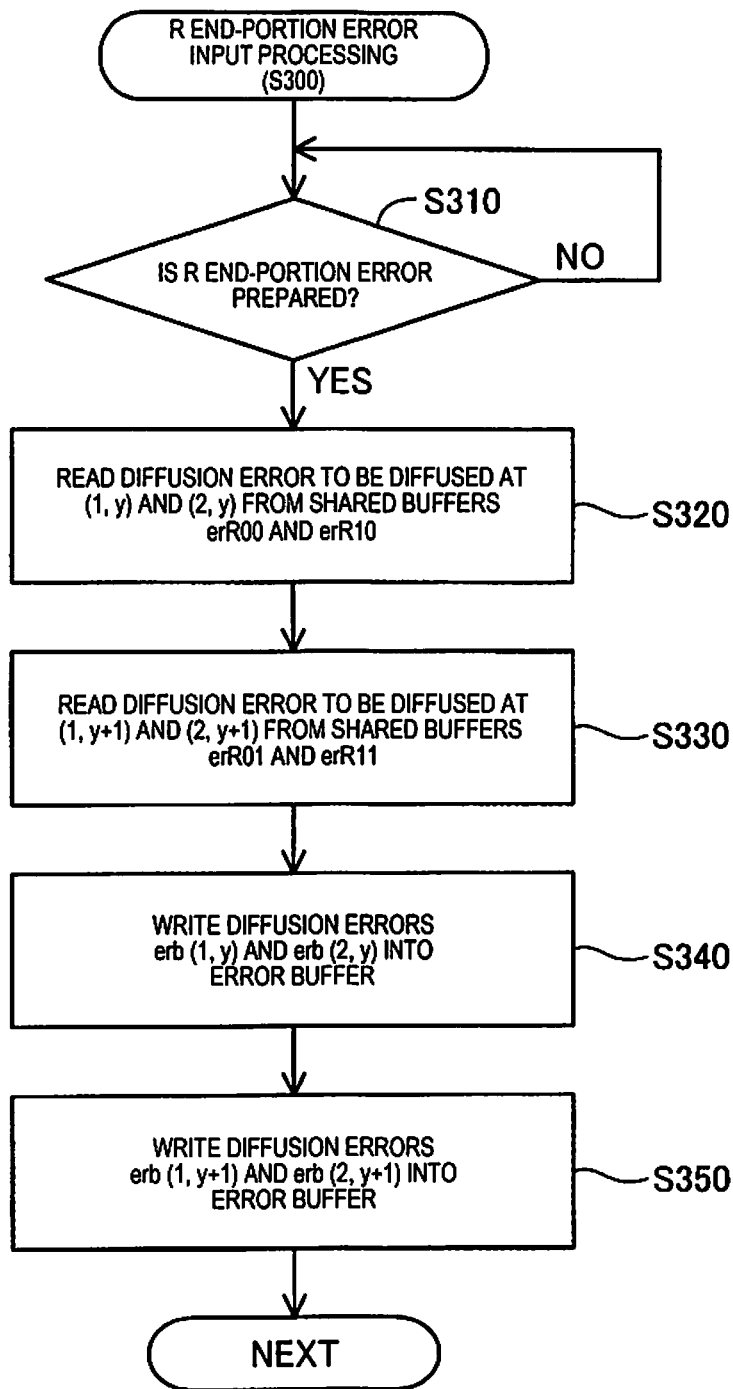 R END-PORTION ERROR
INPUT PROCESSING
(S300)
S310
IS R END-PORTION ERROR
PREPARED?
NO
YES
READ DIFFUSION ERROR TO BE DIFFUSED AT
(1, y) AND (2, y) FROM SHARED BUFFERS
erR00 AND erR10
S320
READ DIFFUSION ERROR TO BE DIFFUSED AT
(1, y+1) AND (2, y+1) FROM SHARED BUFFERS
erR01 AND erR11
S330
WRITE DIFFUSION ERRORS
erb (1, y) AND erb (2, y) INTO
ERROR BUFFER
S340
WRITE DIFFUSION ERRORS
erb (1, y+1) AND erb (2, y+1) INTO
ERROR BUFFER
S350
NEXT